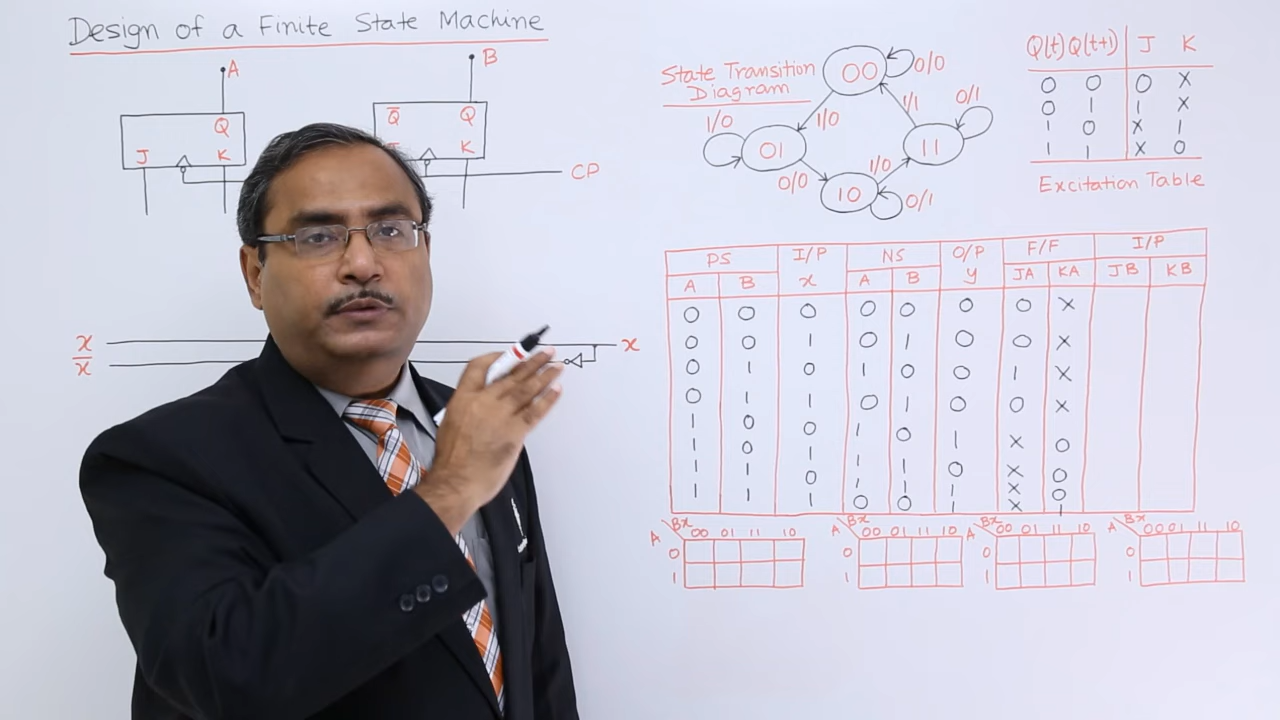 Design of a Finite State Machine
A
B
Q
J
K
Q̅
Q
K
CP
x
x̅
x
State Transition
Diagram
00
0/0
1/0
01
1/0
0/0
10
0/1
1/0
11
0/1
1/1
Q(t) Q(t+1) J K
0 0 0 X
0 1 1 X
1 0 X 1
1 1 X 0
Excitation Table
PS I/P NS O/P F/F I/P
A B x A B y JA KA JB KB
0 0 0 0 0 0 0 X
0 0 1 0 1 0 0 X
0 1 0 1 0 0 1 X
0 1 1 0 1 0 0 X
1 0 0 1 0 1 X 0
1 0 1 1 1 0 X 0
1 1 0 1 1 1 X 0
1 1 1 0 0 1 X 1
A Bx 00 01 11 10
0
1
A Bx 00 01 11 10
0
1
A Bx 00 01 11 10
0
1
A Bx 00 01 11 10
0
1